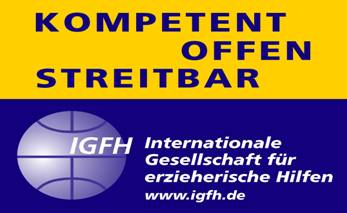 KOMPETENT
OFFEN
STREITBAR
IGFH
Internationale
Gesellschaft für
erzieherische Hilfen
www.igfh.de